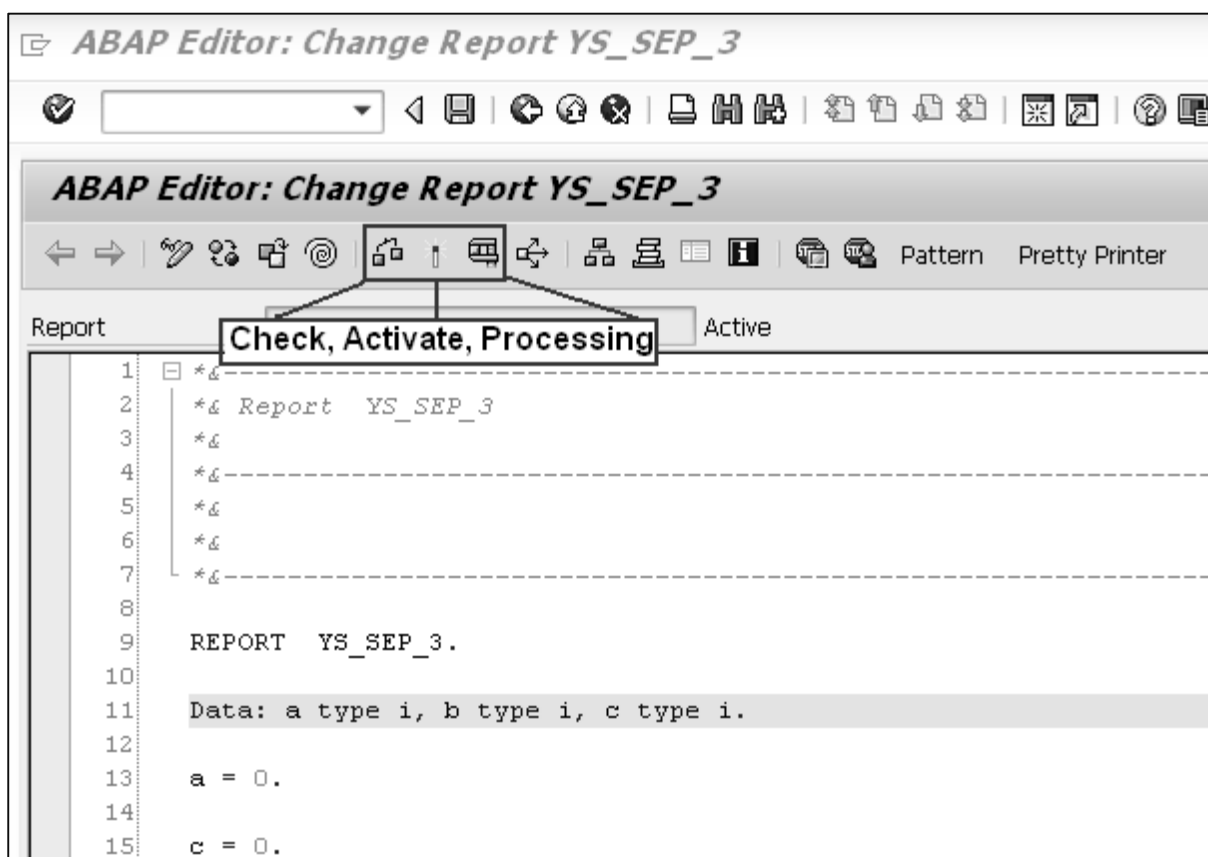 ABAP Editor: Change Report YS_SEP_3
ABAP Editor: Change Report YS_SEP_3
Pattern Pretty Printer
Report Active
Check, Activate, Processing
1 *&---------------------------------------------------------------------
2 *& Report YS_SEP_3
3 *&
4 *&---------------------------------------------------------------------
5 *&
6 *&
7 *&---------------------------------------------------------------------
8
9 REPORT YS_SEP_3.
10
11 Data: a type i, b type i, c type i.
12
13 a = 0.
14
15 c = 0.